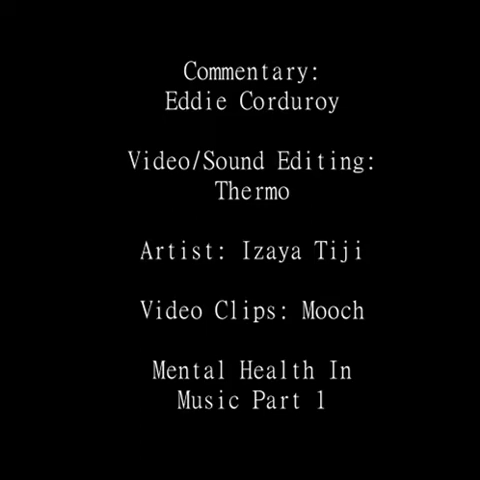 Commentary:
Eddie Corduroy
Video/Sound Editing:
Thermo
Artist: Izaya Tiji
Video Clips: Mooch
Mental Health In
Music Part 1